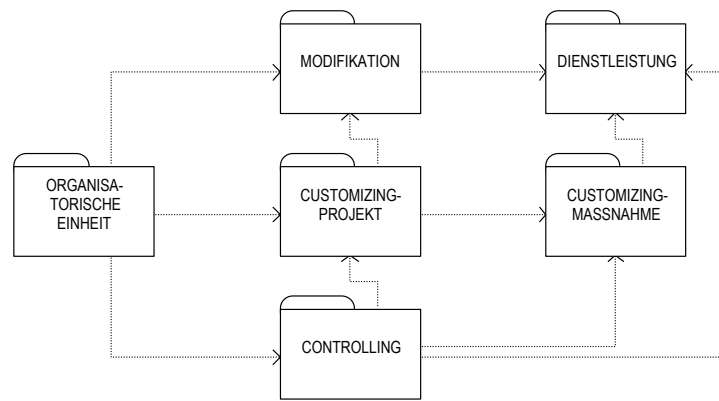 MODIFIKATION
DIENSTLEISTUNG
ORGANISA-
TORISCHE
EINHEIT
CUSTOMIZING-
PROJEKT
CUSTOMIZING-
MASSNAHME
CONTROLLING